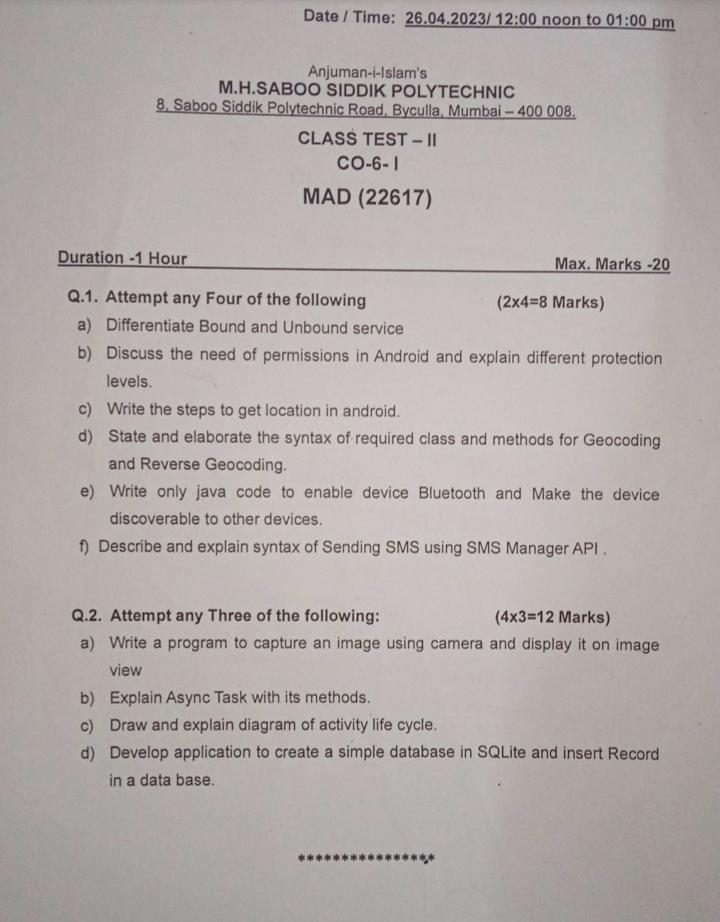 Date / Time: 26.04.2023/ 12:00 noon to 01:00 pm
Anjuman-i-Islam's
M.H.SABOO SIDDIK POLYTECHNIC
8, Saboo Siddik Polytechnic Road, Byculla, Mumbai – 400 008.
CLASS TEST – II
CO-6- I
MAD (22617)
Duration -1 Hour Max. Marks -20
Q.1. Attempt any Four of the following (2x4=8 Marks)
a) Differentiate Bound and Unbound service
b) Discuss the need of permissions in Android and explain different protection
levels.
c) Write the steps to get location in android.
d) State and elaborate the syntax of required class and methods for Geocoding
and Reverse Geocoding.
e) Write only java code to enable device Bluetooth and Make the device
discoverable to other devices.
f) Describe and explain syntax of Sending SMS using SMS Manager API .
Q.2. Attempt any Three of the following: (4x3=12 Marks)
a) Write a program to capture an image using camera and display it on image
view
b) Explain Async Task with its methods.
c) Draw and explain diagram of activity life cycle.
d) Develop application to create a simple database in SQLite and insert Record
in a data base.
****************